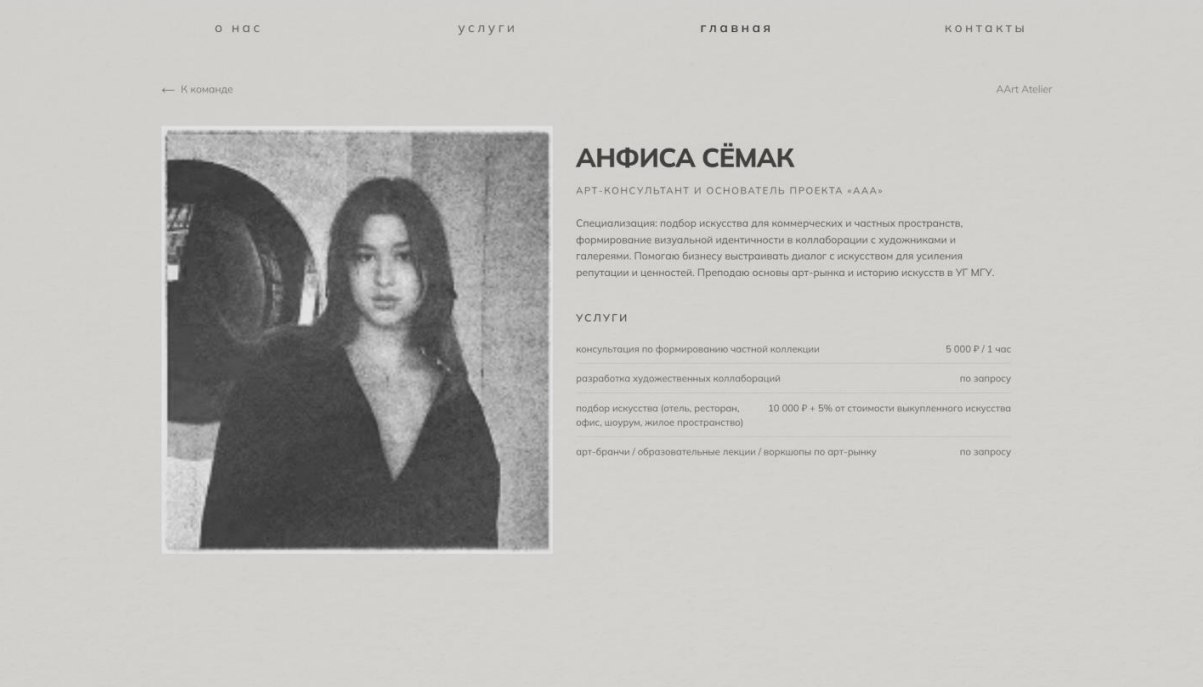 о нас
услуги
главная
контакты
← К команде
AArt Atelier
АНФИСА СЁМАК
АРТ-КОНСУЛЬТАНТ И ОСНОВАТЕЛЬ ПРОЕКТА «ААА»
Специализация: подбор искусства для коммерческих и частных пространств,
формирование визуальной идентичности в коллаборации с художниками и
галереями. Помогаю бизнесу выстраивать диалог с искусством для усиления
репутации и ценностей. Преподаю основы арт-рынка и историю искусств в УГ МГУ.
УСЛУГИ
консультация по формированию частной коллекции
5 000 ₽ / 1 час
разработка художественных коллабораций
по запросу
подбор искусства (отель, ресторан,
офис, шоурум, жилое пространство)
10 000 ₽ + 5% от стоимости выкупленного искусства
арт-бранчи / образовательные лекции / воркшопы по арт-рынку
по запросу